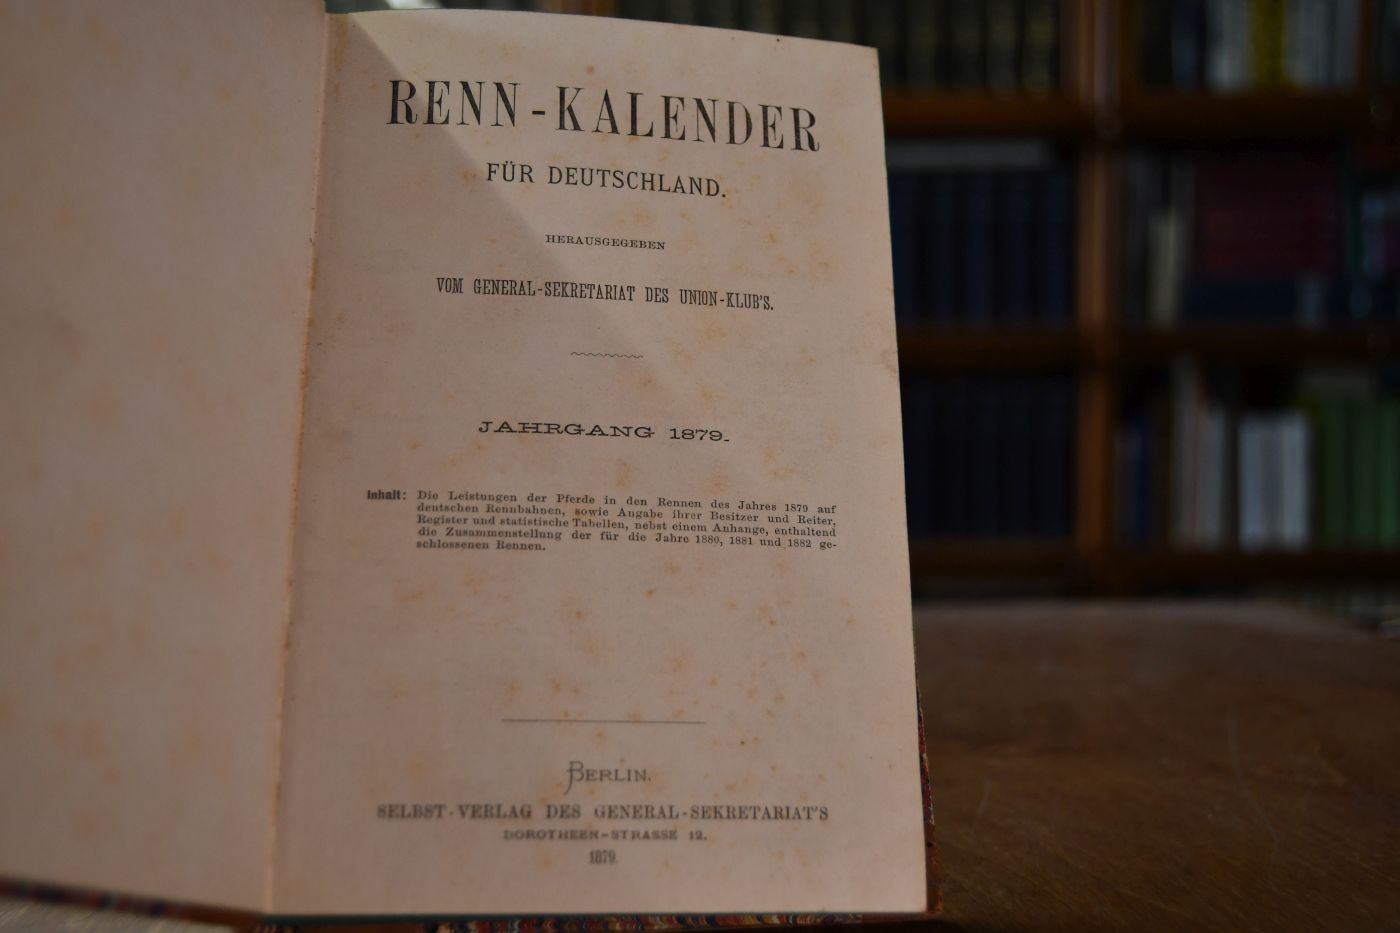 RENN-KALENDER
FÜR DEUTSCHLAND.
HERAUSGEGEBEN
VOM GENERAL-SEKRETARIAT DES UNION-KLUB'S.
JAHRGANG 1879.
Inhalt: Die Leistungen der Pferde in den Rennen des Jahres 1879 auf
deutschen Rennbahnen, sowie Angabe ihrer Besitzer und Reiter,
Register und statistische Tabellen, nebst einem Anhange, enthaltend
die Zusammenstellung der für die Jahre 1880, 1881 und 1882 ge-
schlossenen Rennen.
BERLIN.
SELBST-VERLAG DES GENERAL-SEKRETARIAT'S
DOROTHEEN-STRASSE 12.
1879.